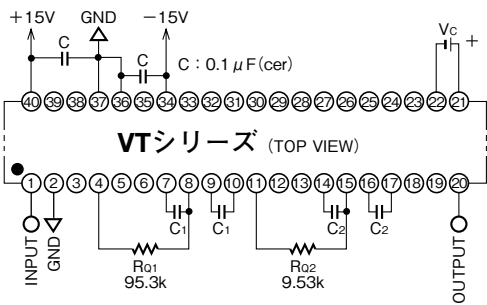 +15V GND −15V
C C C : 0.1 μF(cer)
VC +
40 39 38 37 36 35 34 33 32 31 30 29 28 27 26 25 24 23 22 21
VTシリーズ (TOP VIEW)
1 2 3 4 5 6 7 8 9 10 11 12 13 14 15 16 17 18 19 20
INPUT
GND
C1 C1 C2 C2
OUTPUT
RQ1
95.3k
RQ2
9.53k